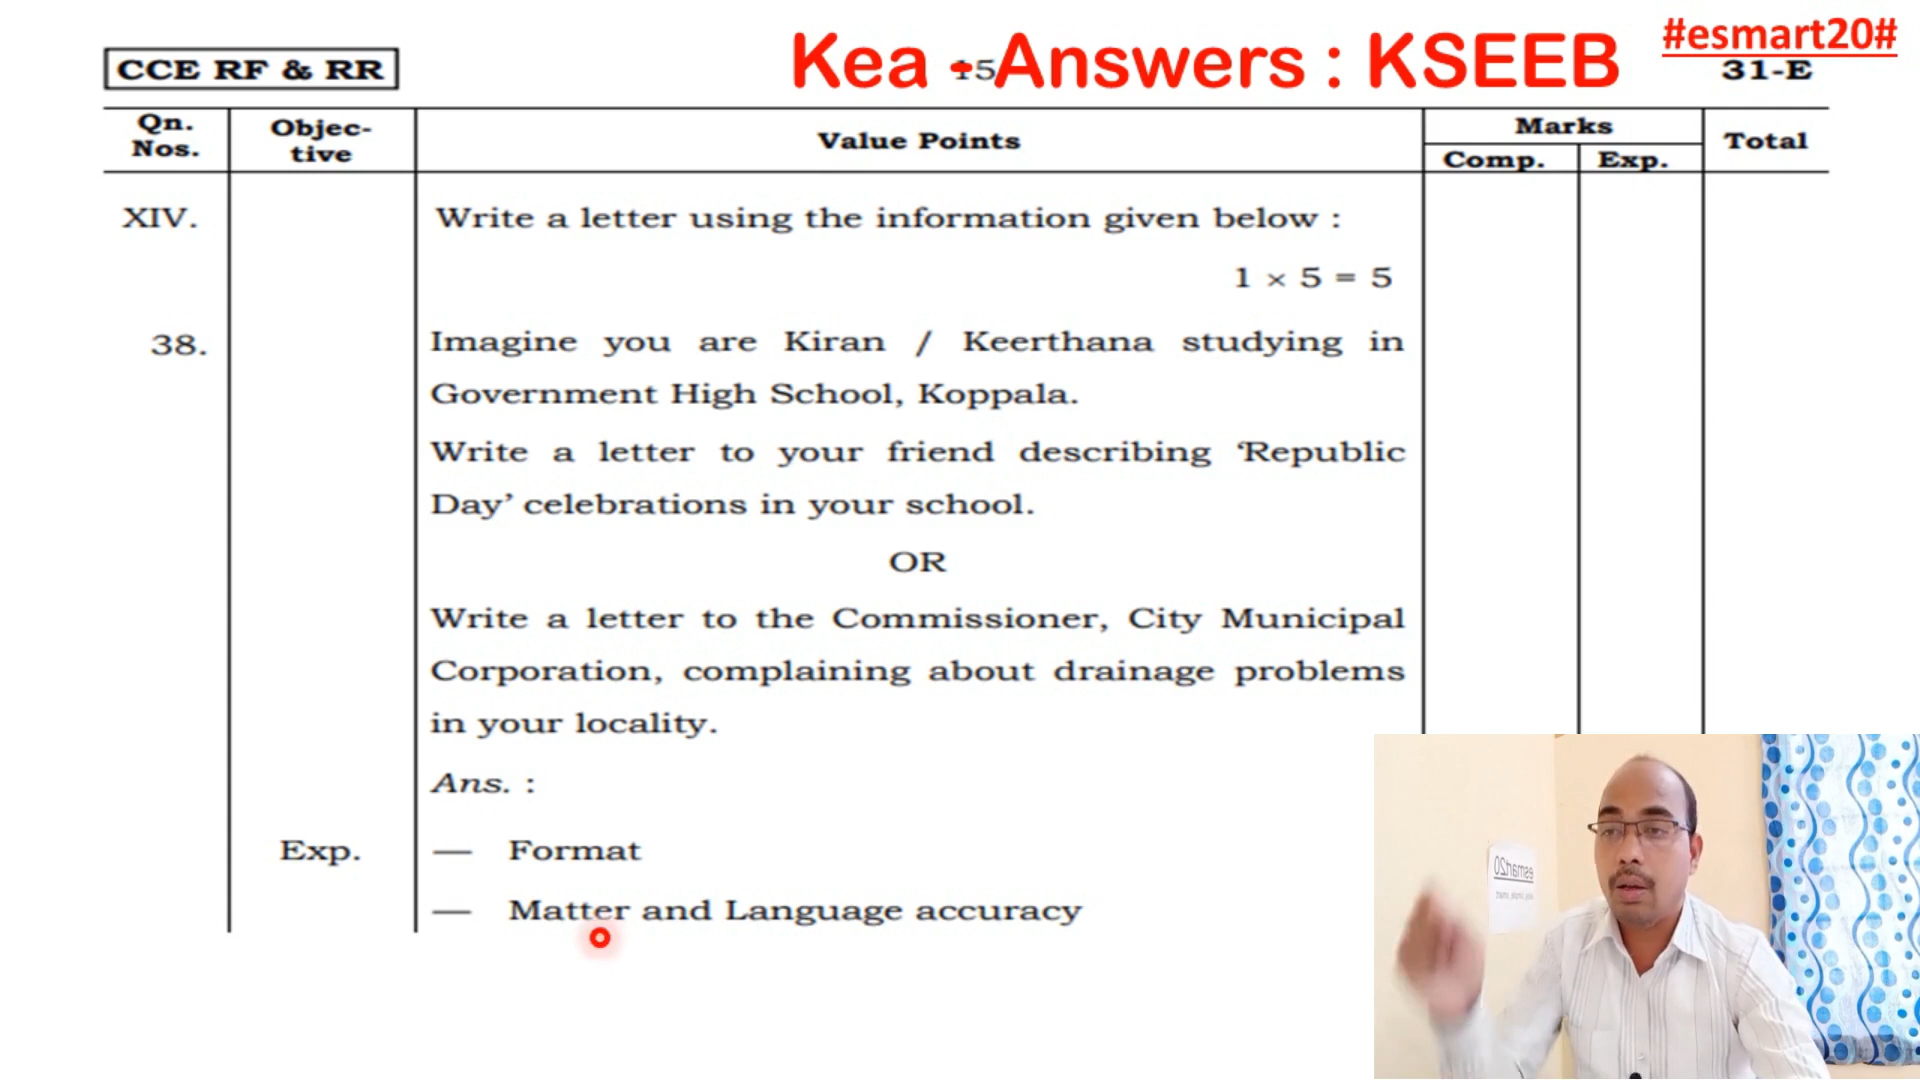 Kea - Answers : KSEEB
#esmart20#
CCE RF & RR
15
31-E
Qn. Nos.
Objec-tive
Value Points
Marks
Comp.
Exp.
Total
XIV.
Write a letter using the information given below :
1 × 5 = 5
38.
Imagine you are Kiran / Keerthana studying in
Government High School, Koppala.
Write a letter to your friend describing ‘Republic
Day’ celebrations in your school.
OR
Write a letter to the Commissioner, City Municipal
Corporation, complaining about drainage problems
in your locality.
Ans. :
Exp.
— Format
— Matter and Language accuracy
esmart20